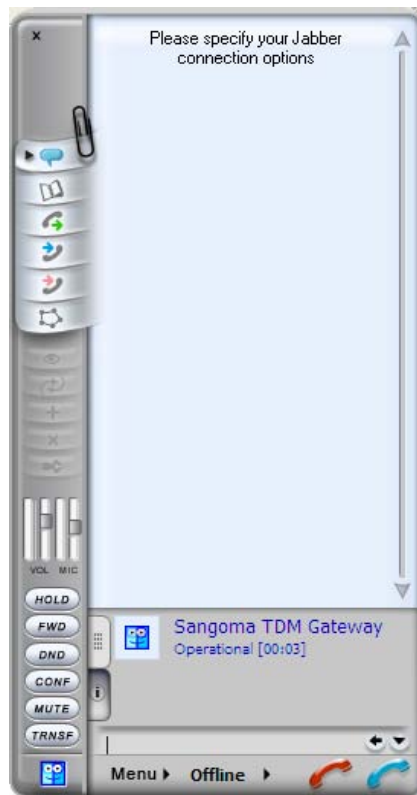 x
Please specify your Jabber
connection options
VOL MIC
HOLD
FWD
DND
CONF
MUTE
TRNSF
Sangoma TDM Gateway
Operational [00:03]
i
Menu Offline